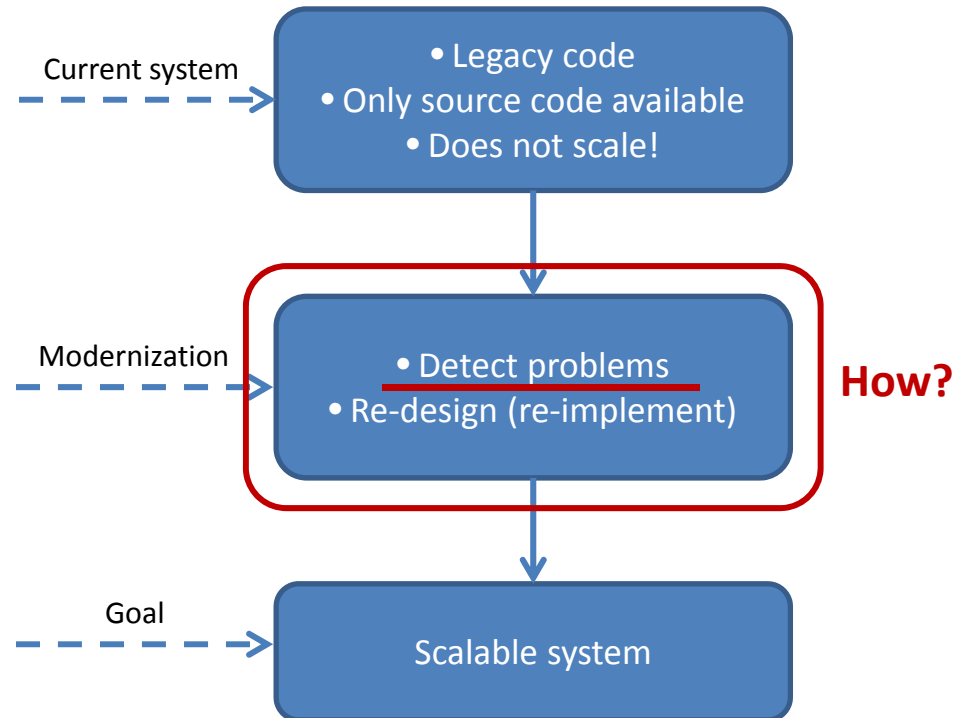 Current system
• Legacy code
• Only source code available
• Does not scale!
Modernization
• Detect problems
• Re-design (re-implement)
How?
Goal
Scalable system